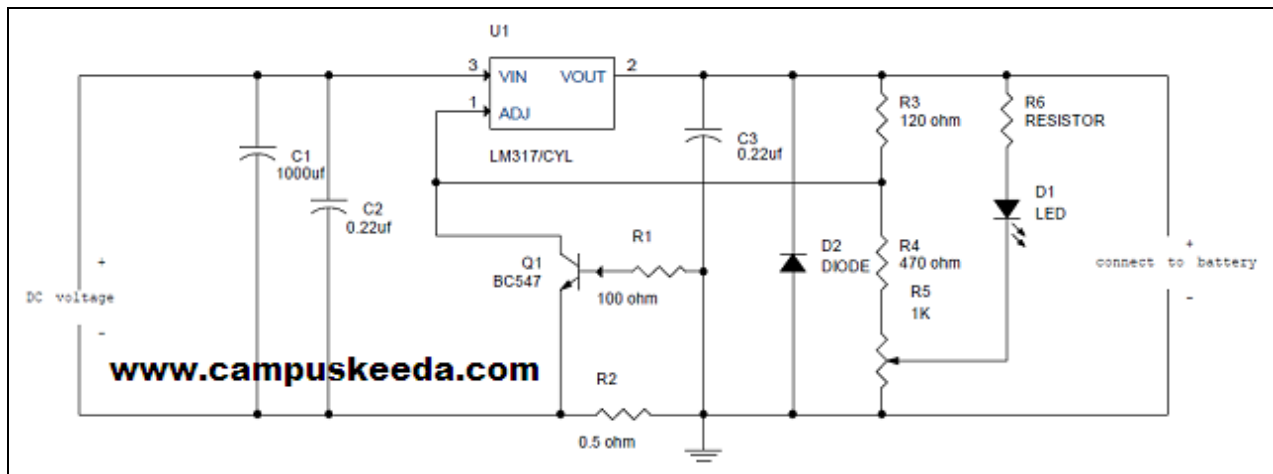 U1
3
VIN
VOUT
2
1
ADJ
LM317/CYL
C1
1000uf
C2
0.22uf
C3
0.22uf
R3
120 ohm
R6
RESISTOR
D1
LED
R1
100 ohm
Q1
BC547
D2
DIODE
R4
470 ohm
R5
1K
+
DC voltage
-
+
connect to battery
-
www.campuskeeda.com
R2
0.5 ohm